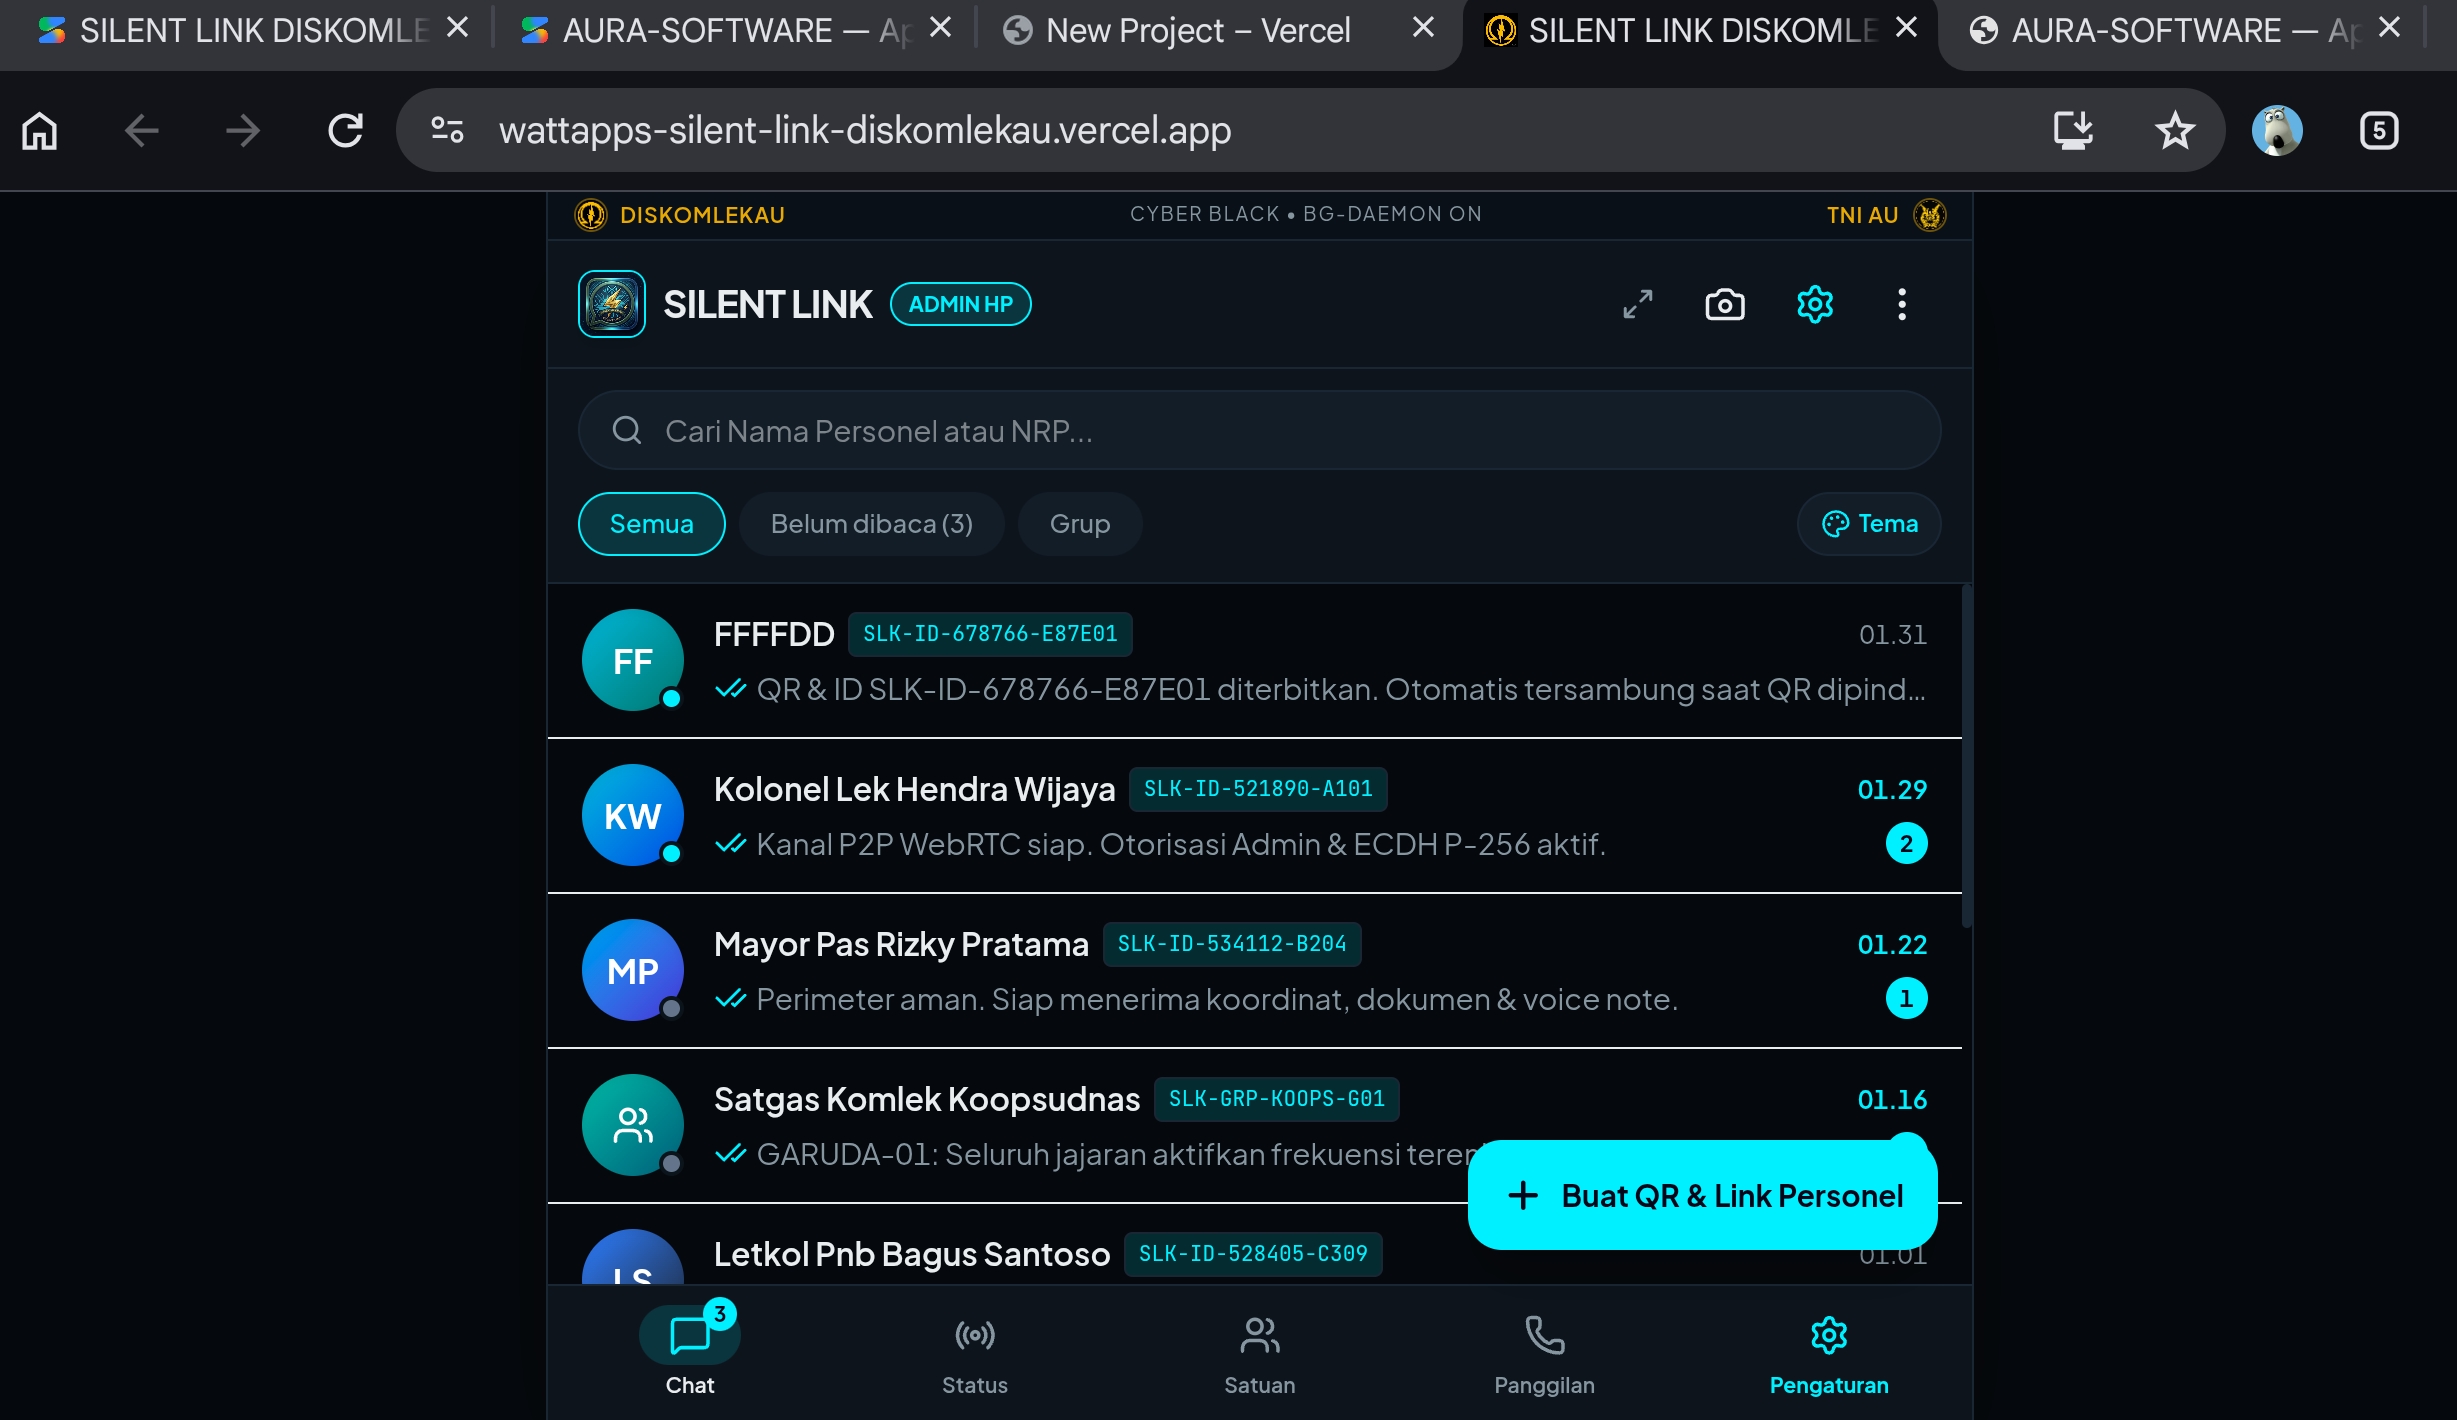 SILENT LINK DISKOMLE
AURA-SOFTWARE — Ap
New Project – Vercel
SILENT LINK DISKOMLE
AURA-SOFTWARE — Ap
wattapps-silent-link-diskomlekau.vercel.app
5
DISKOMLEKAU
CYBER BLACK • BG-DAEMON ON
TNI AU
SILENT LINK
ADMIN HP
Cari Nama Personel atau NRP...
Semua
Belum dibaca (3)
Grup
Tema
FF
FFFFDD
SLK-ID-678766-E87E01
01.31
QR & ID SLK-ID-678766-E87E01 diterbitkan. Otomatis tersambung saat QR dipind...
KW
Kolonel Lek Hendra Wijaya
SLK-ID-521890-A101
01.29
Kanal P2P WebRTC siap. Otorisasi Admin & ECDH P-256 aktif.
2
MP
Mayor Pas Rizky Pratama
SLK-ID-534112-B204
01.22
Perimeter aman. Siap menerima koordinat, dokumen & voice note.
1
Satgas Komlek Koopsudnas
SLK-GRP-KOOPS-G01
01.16
GARUDA-01: Seluruh jajaran aktifkan frekuensi
Buat QR & Link Personel
LS
Letkol Pnb Bagus Santoso
SLK-ID-528405-C309
01.01
3
Chat
Status
Satuan
Panggilan
Pengaturan